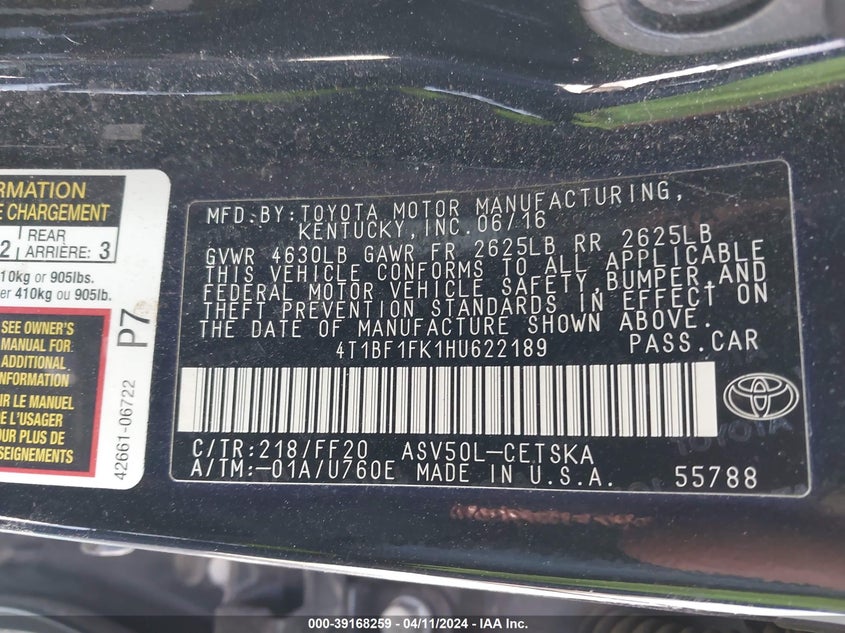 RMATION
E CHARGEMENT
2 REAR
ARRIÈRE: 3
10kg or 905lbs.
er 410kg ou 905lb.
SEE OWNER'S
MANUAL FOR
ADDITIONAL
INFORMATION
IR LE MANUEL
DE L'USAGER
OUR PLUS DE
P7
42661-06722
MFD.BY:TOYOTA MOTOR MANUFACTURING,
KENTUCKY,INC.06/16
GVWR 4630LB GAWR FR 2625LB RR 2625LB
THIS VEHICLE CONFORMS TO ALL APPLICABLE
FEDERAL MOTOR VEHICLE SAFETY,BUMPER,AND
THEFT PREVENTION STANDARDS IN EFFECT ON
THE DATE OF MANUFACTURE SHOWN ABOVE.
4T1BF1FK1HU622189 PASS.CAR
C/TR:218/FF20 ASV50L-CETSKA
A/TM:-01A/U760E MADE IN U.S.A. 55788
TOYOTA
000-39168259 - 04/11/2024 - IAA Inc.